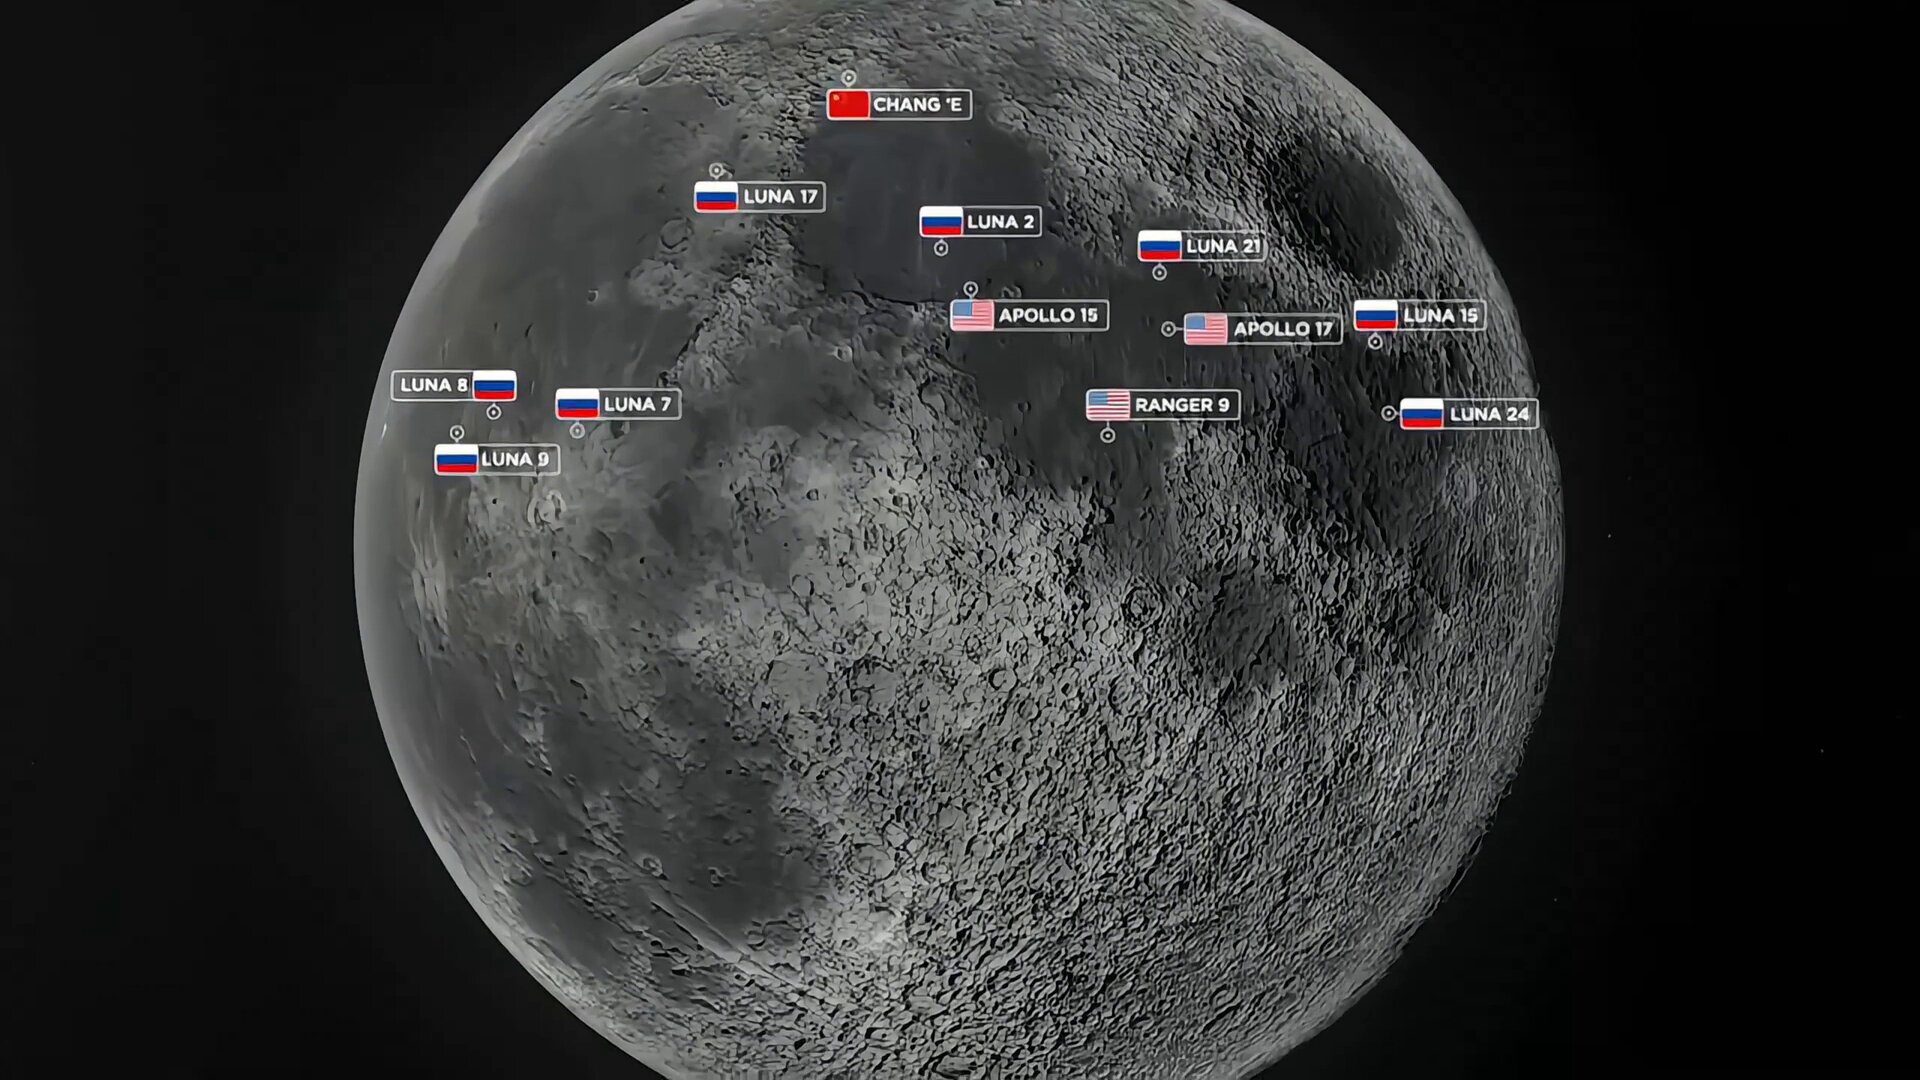 CHANG 'E
LUNA 17
LUNA 2
LUNA 21
APOLLO 15
APOLLO 17
LUNA 15
LUNA 8
LUNA 7
RANGER 9
LUNA 24
LUNA 9